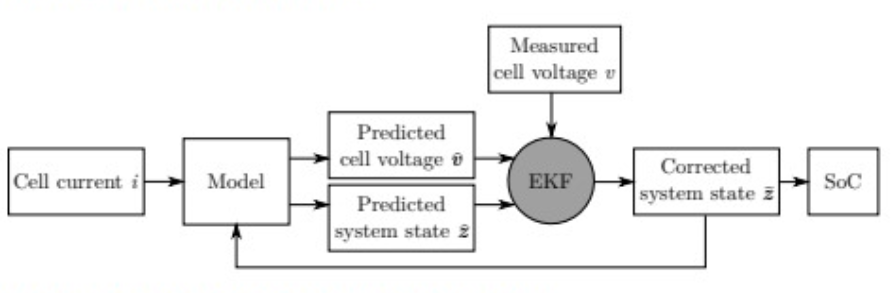 Measured
cell voltage v
Predicted
cell voltage v̂
Cell current i
Model
EKF
Corrected
system state z̄
SoC
Predicted
system state ẑ